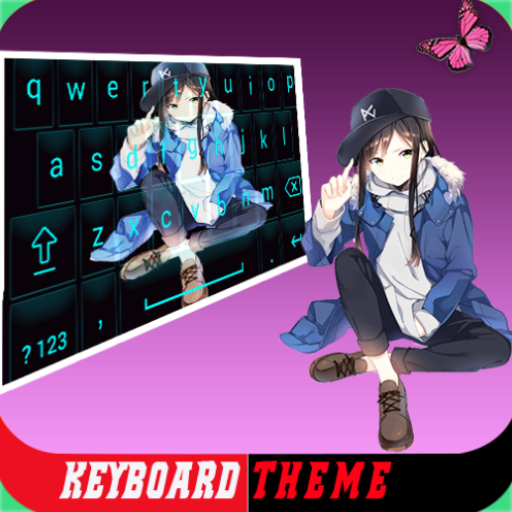 q w e r t y u i o p
a s d f g h j k l
z x c v b n m
? 123 ,
KEYBOARD THEME